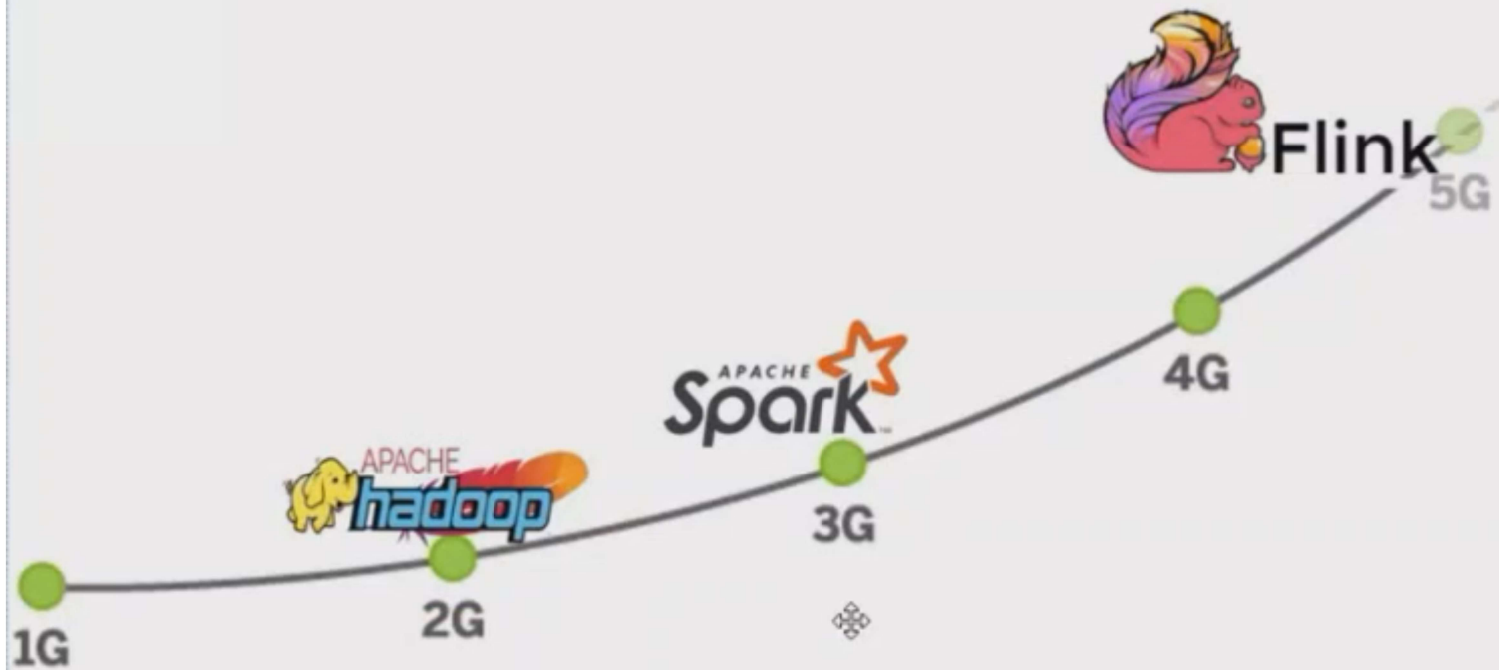 Flink
5G
4G
APACHE
Spark
3G
APACHE
hadoop
2G
1G